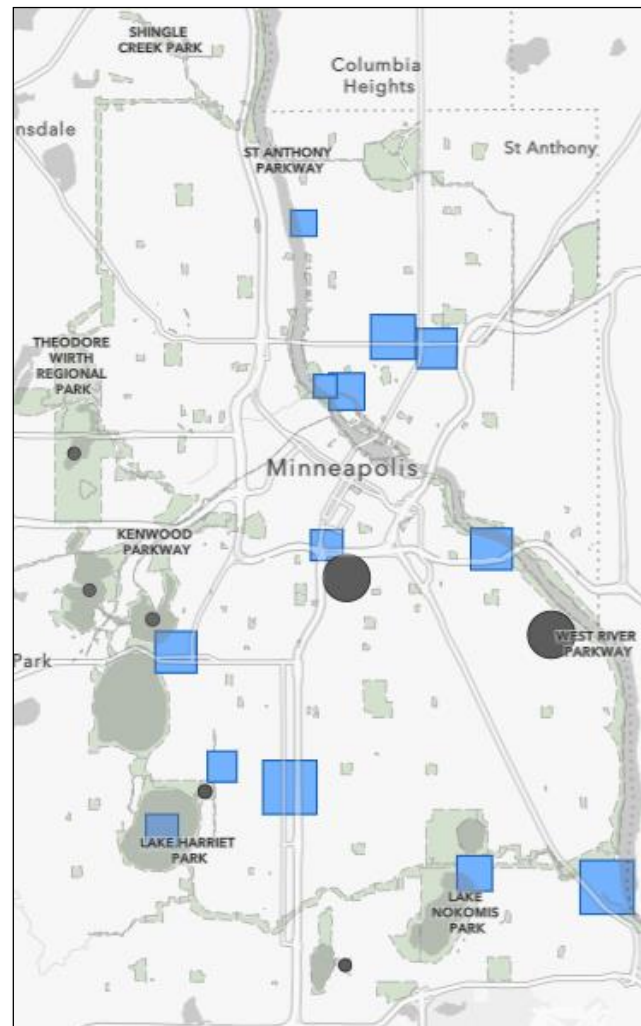 SHINGLE
CREEK PARK
Columbia
Heights
nsdale
ST ANTHONY
PARKWAY
St Anthony
THEODORE
WIRTH
REGIONAL
PARK
Minneapolis
KENWOOD
PARKWAY
WEST RIVER
PARKWAY
Park
LAKE HARRIET
PARK
LAKE
NOKOMIS
PARK